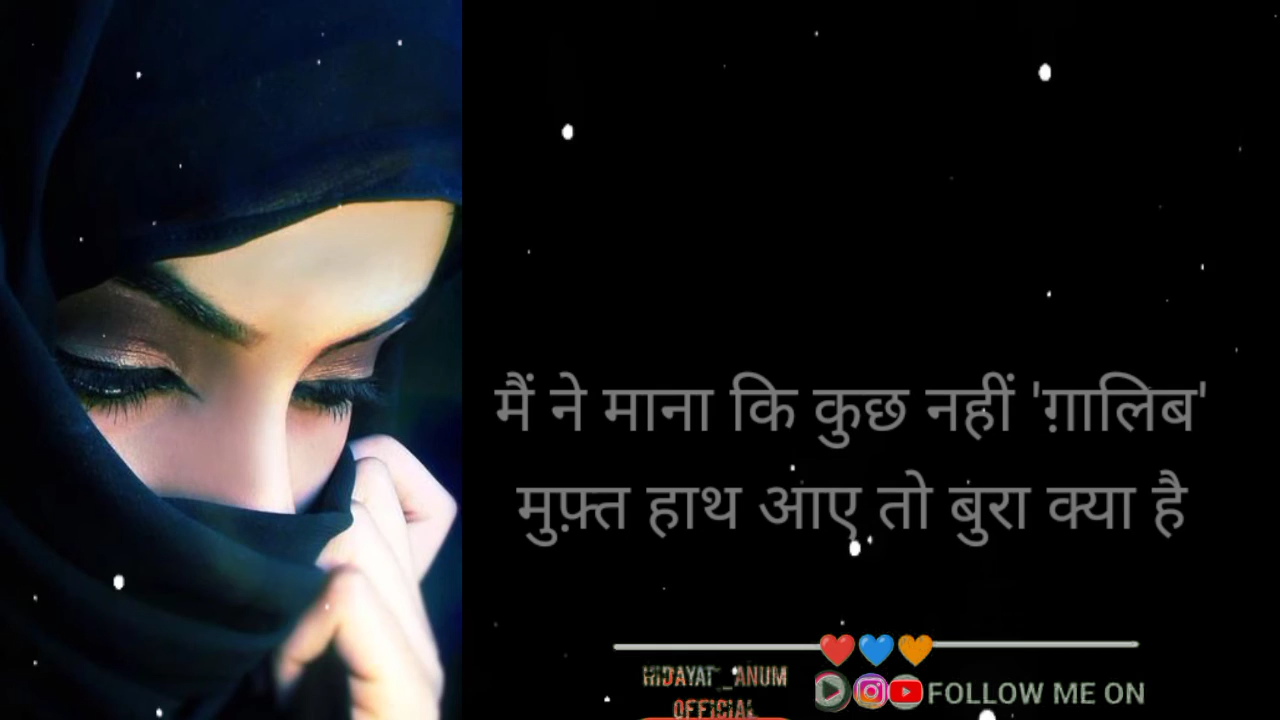 मैं ने माना कि कुछ नहीं 'ग़ालिब'
मुफ़्त हाथ आए तो बुरा क्या है
HIDAYAT_ANUM
OFFICIAL
FOLLOW ME ON